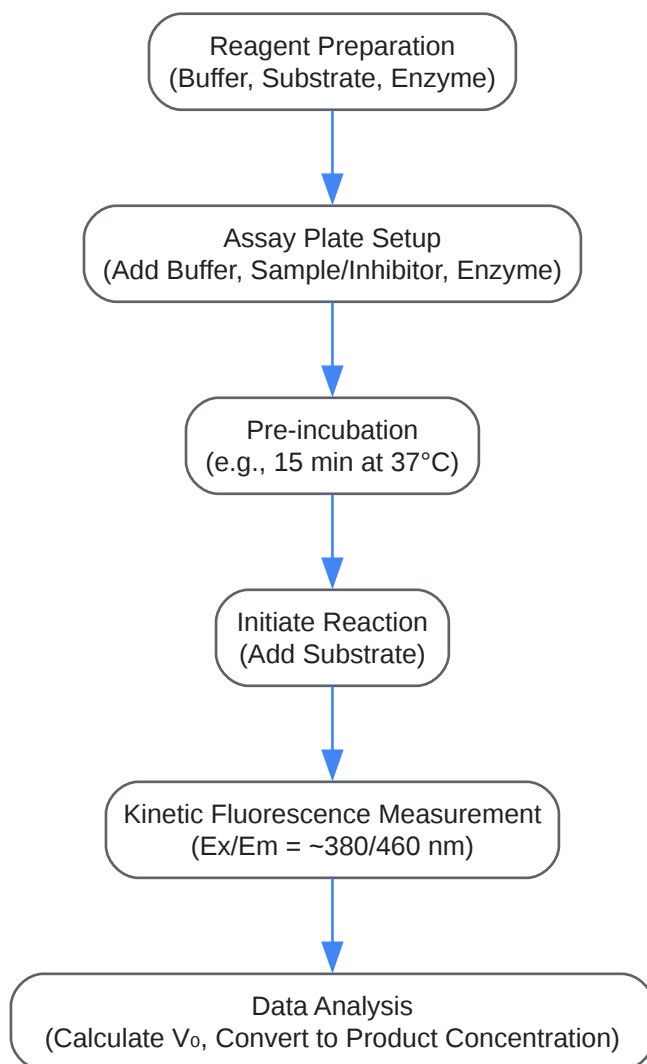 Reagent Preparation
(Buffer, Substrate, Enzyme)
Assay Plate Setup
(Add Buffer, Sample/Inhibitor, Enzyme)
Pre-incubation
(e.g., 15 min at 37°C)
Initiate Reaction
(Add Substrate)
Kinetic Fluorescence Measurement
(Ex/Em = ~380/460 nm)
Data Analysis
(Calculate V₀, Convert to Product Concentration)